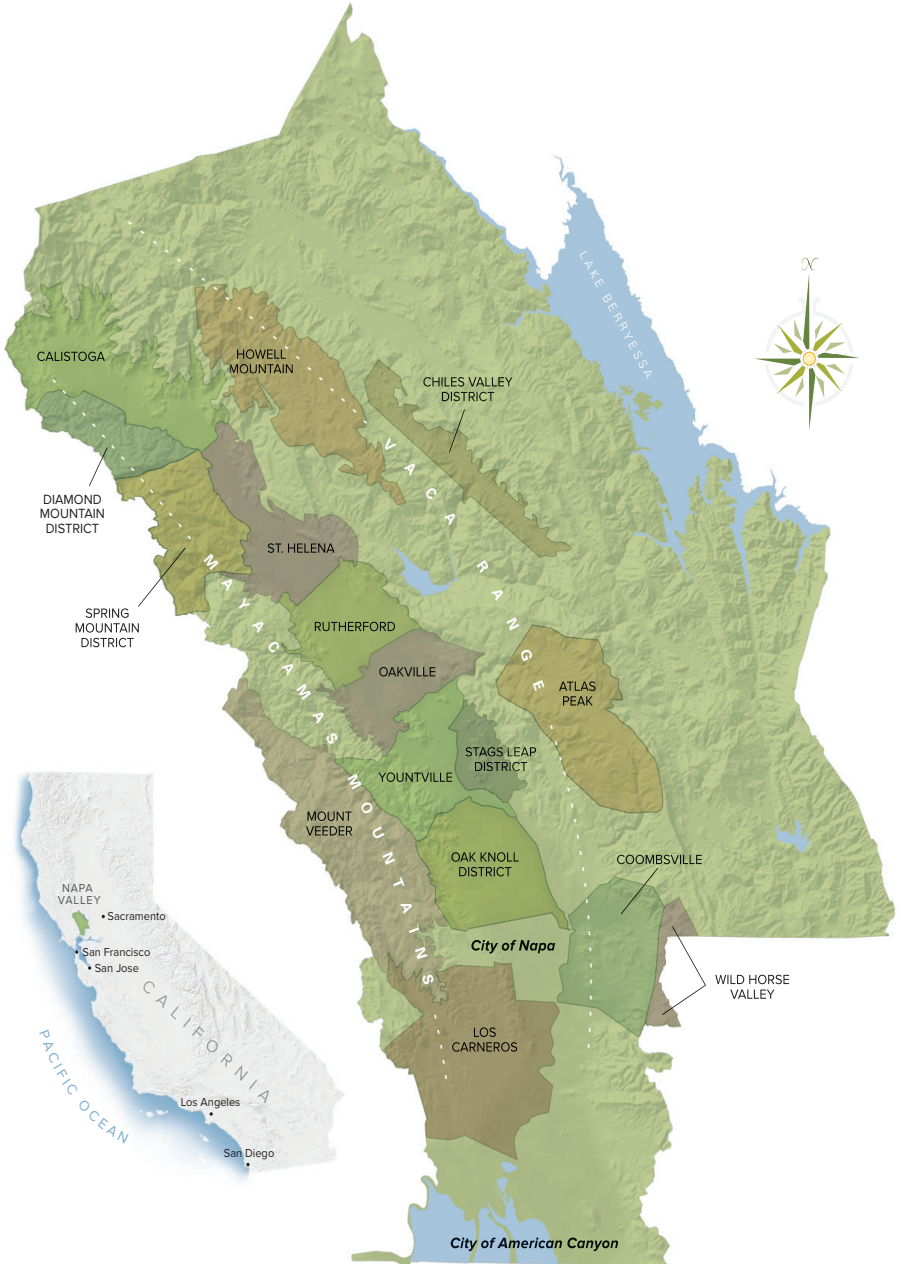 N
LAKE BERRYESSA
CALISTOGA
HOWELL
MOUNTAIN
CHILES VALLEY
DISTRICT
VACA RANGE
DIAMOND
MOUNTAIN
DISTRICT
ST. HELENA
SPRING
MOUNTAIN
DISTRICT
MAYACAMAS MOUNTAINS
RUTHERFORD
OAKVILLE
ATLAS
PEAK
STAGS LEAP
DISTRICT
YOUNTVILLE
MOUNT
VEEDER
OAK KNOLL
DISTRICT
COOMBSVILLE
City of Napa
WILD HORSE
VALLEY
LOS
CARNEROS
City of American Canyon
NAPA
VALLEY
Sacramento
San Francisco
San Jose
CALIFORNIA
PACIFIC OCEAN
Los Angeles
San Diego